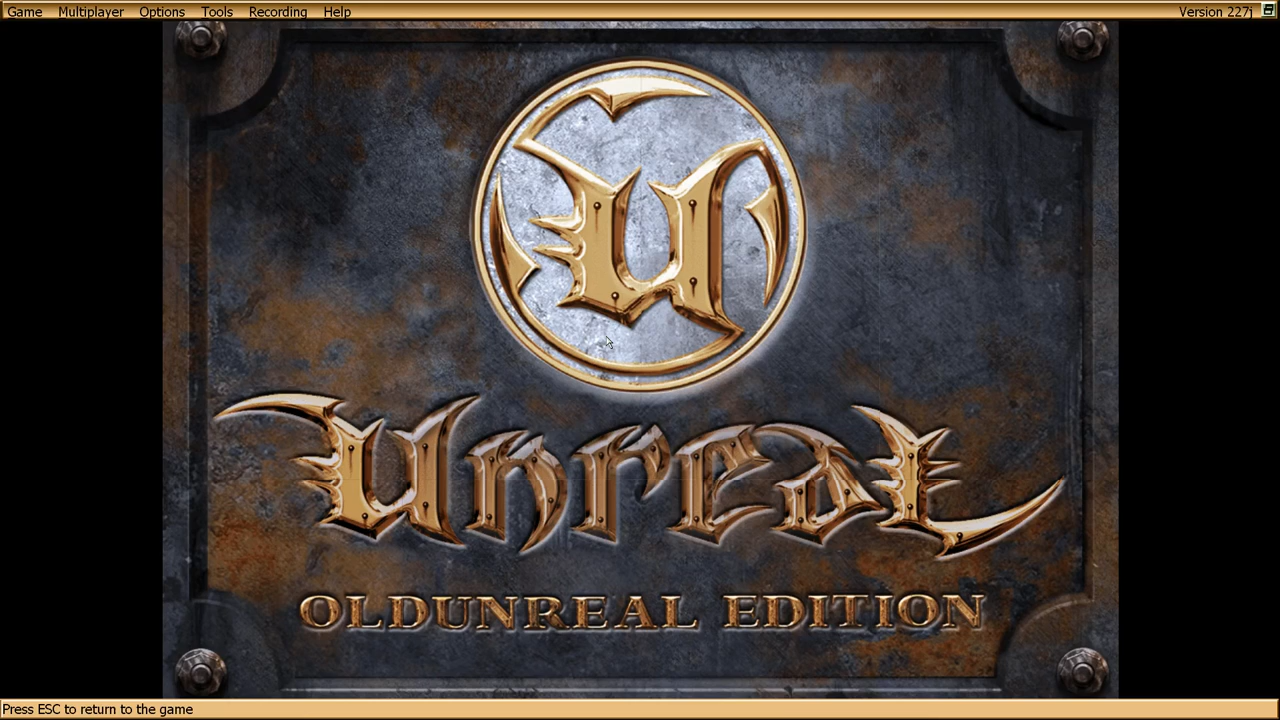 Game Multiplayer Options Tools Recording Help Version 227j
U
Unreal
OLDUNREAL EDITION
Press ESC to return to the game